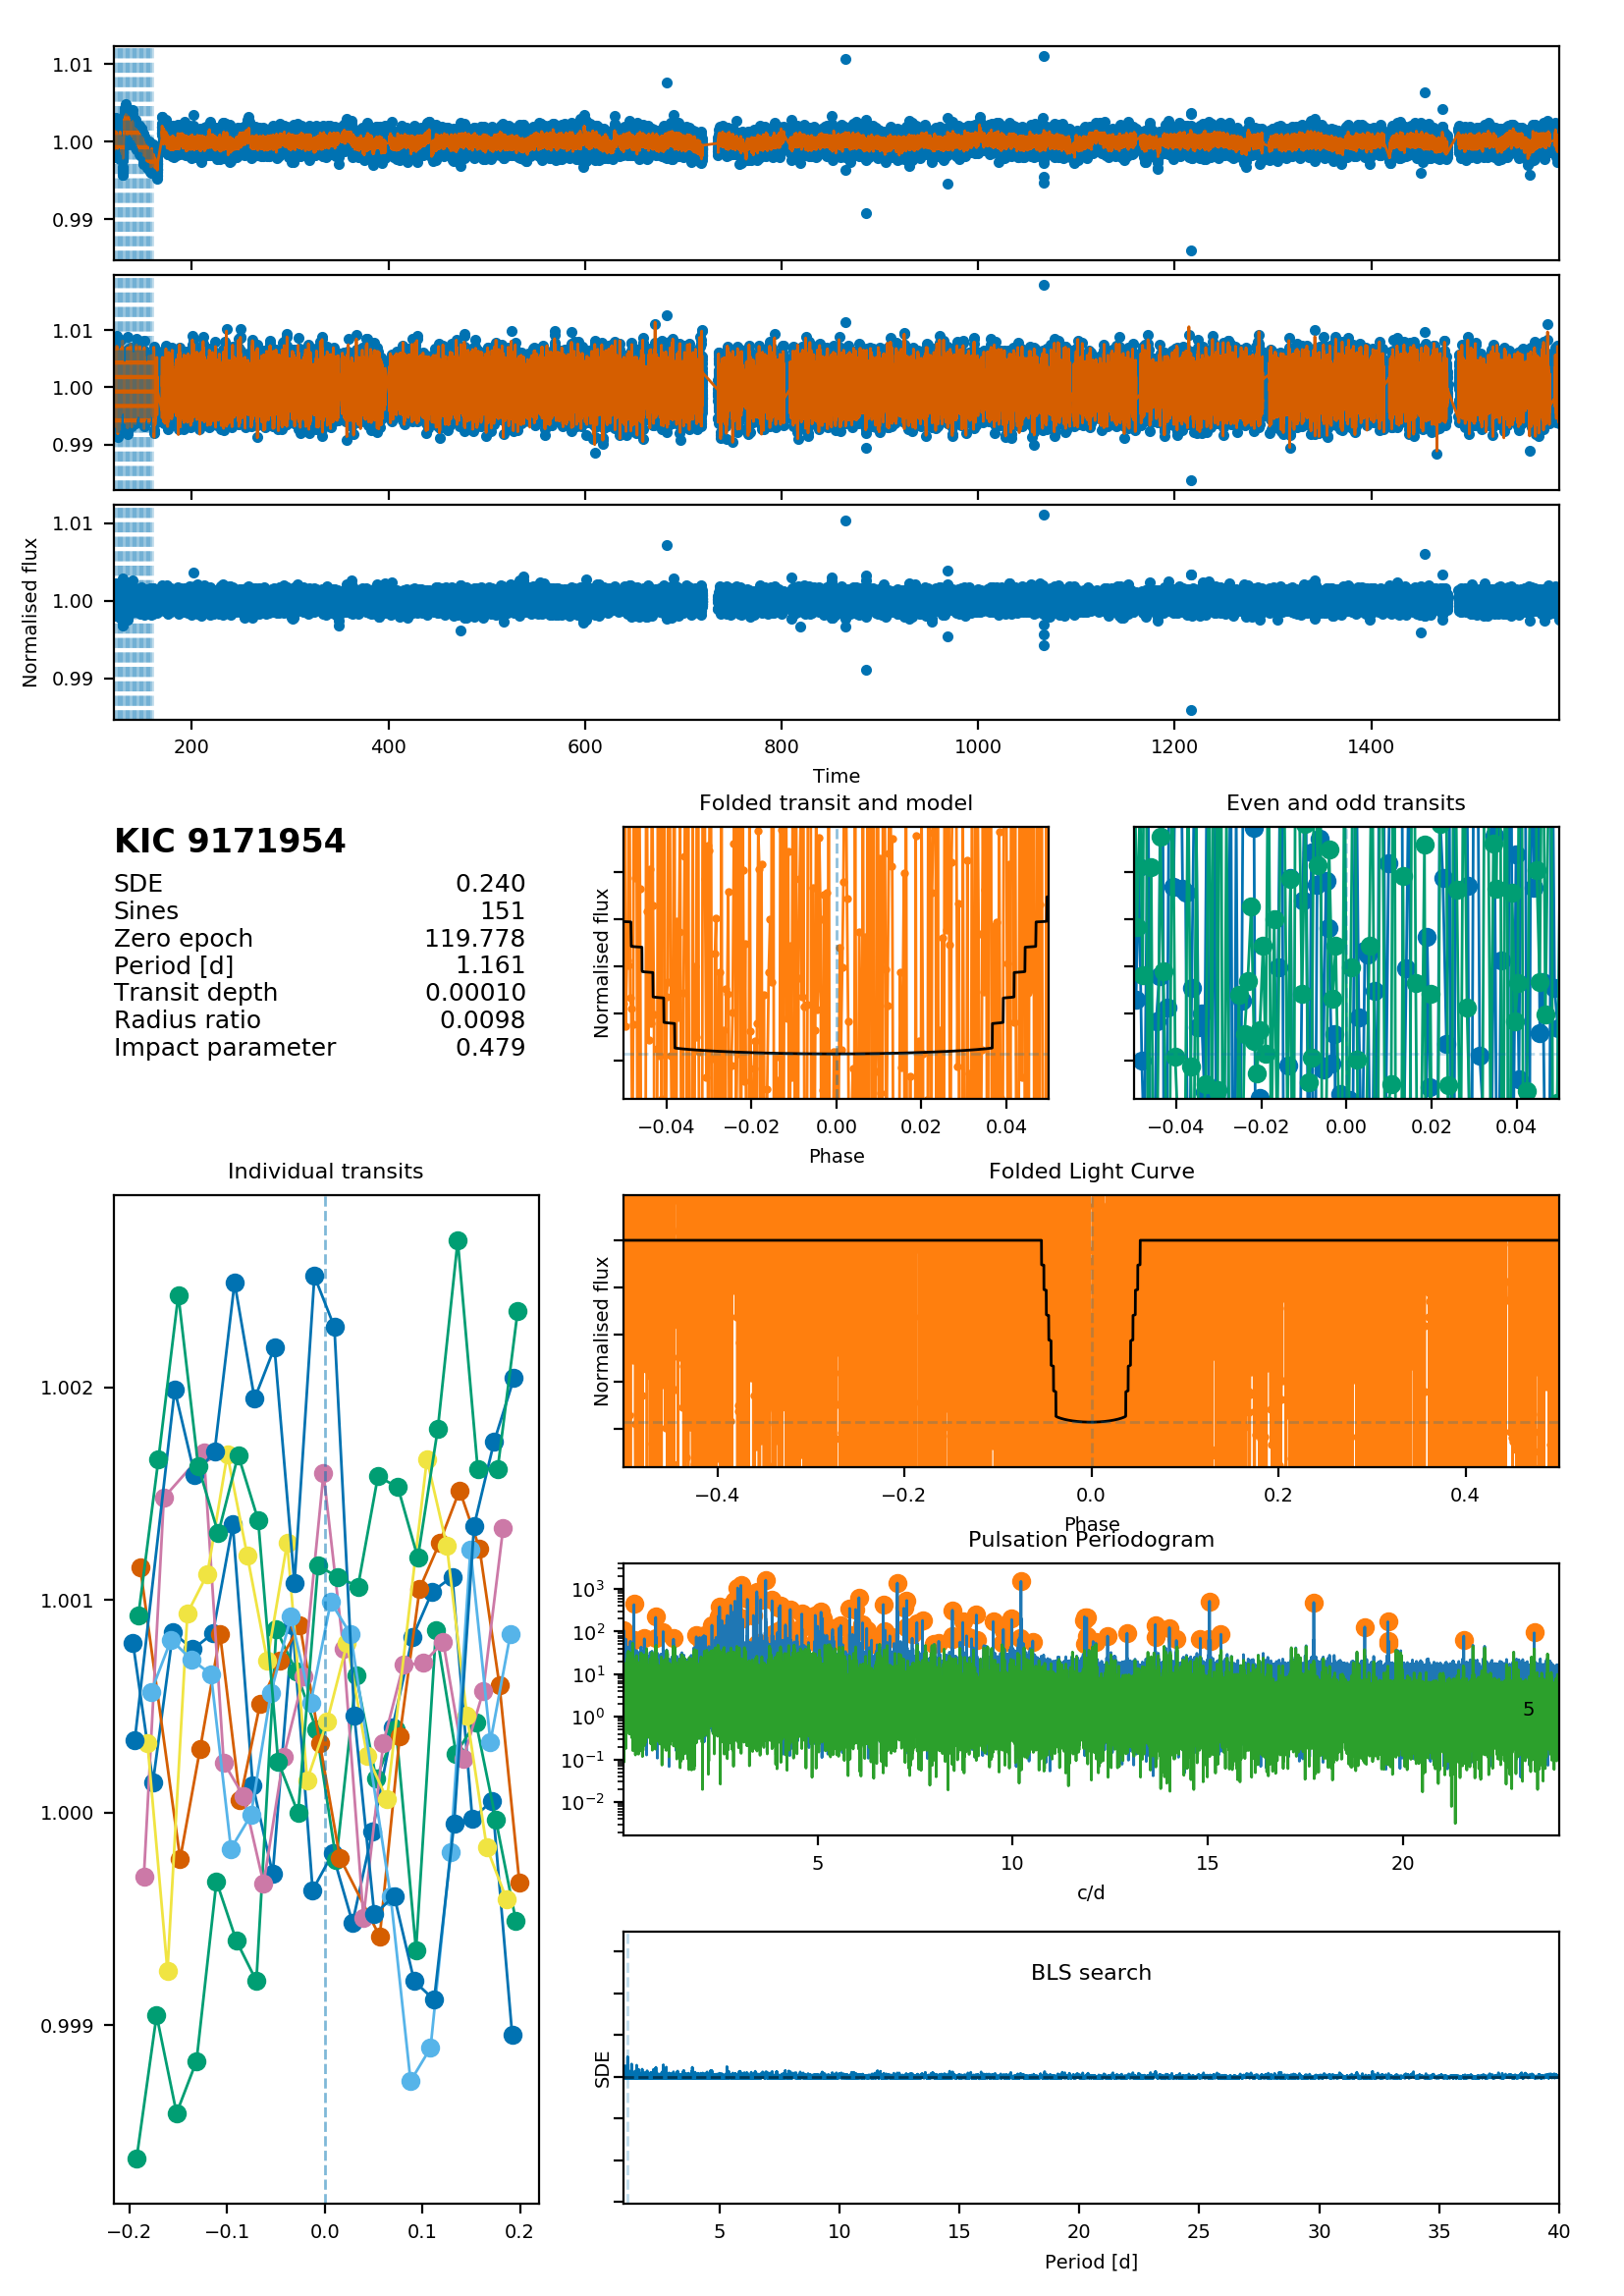 1.01
1.00
0.99
1.01
1.00
0.99
1.01
1.00
0.99
Normalised flux
200 400 600 800 1000 1200 1400
Time
KIC 9171954
SDE 0.240
Sines 151
Zero epoch 119.778
Period [d] 1.161
Transit depth 0.00010
Radius ratio 0.0098
Impact parameter 0.479
Folded transit and model
Normalised flux
−0.04 −0.02 0.00 0.02 0.04
Phase
Even and odd transits
−0.04 −0.02 0.00 0.02 0.04
Individual transits
1.002
1.001
1.000
0.999
−0.2 −0.1 0.0 0.1 0.2
Folded Light Curve
Normalised flux
−0.4 −0.2 0.0 0.2 0.4
Phase
Pulsation Periodogram
10³
10²
10¹
10⁰
10⁻¹
10⁻²
5
5 10 15 20
c/d
BLS search
SDE
5 10 15 20 25 30 35 40
Period [d]